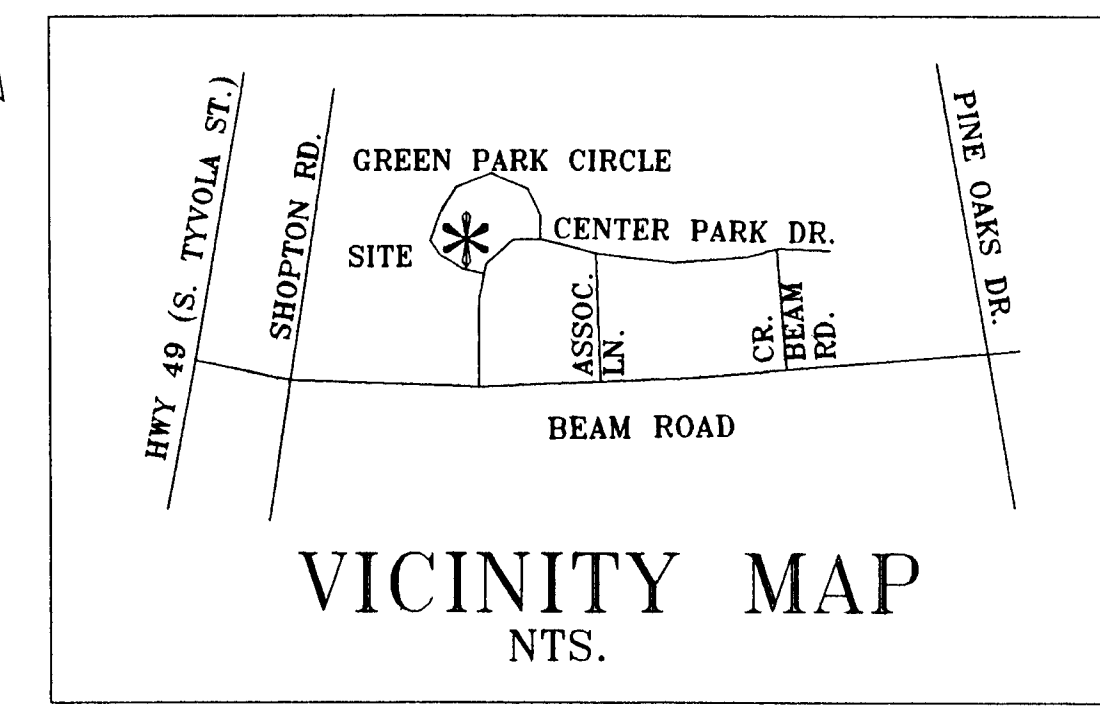 HWY 49 (S. TYVOLA ST.)
SHOPTON RD.
GREEN PARK CIRCLE
SITE
CENTER PARK DR.
PINE OAKS DR.
ASSOC.
LN.
CR.
BEAM
RD.
BEAM ROAD
VICINITY MAP
NTS.